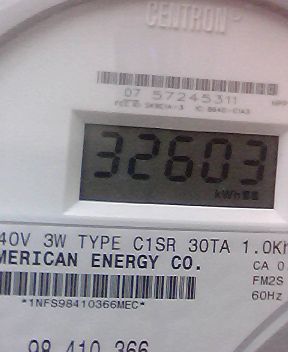 CENTRON
07 57245311
32603
kWh
40V 3W TYPE C1SR 30TA 1.0Kh
MERICAN ENERGY CO.
CA 0
FM2S
*1NFS98410366MEC*
60Hz
98 410 366